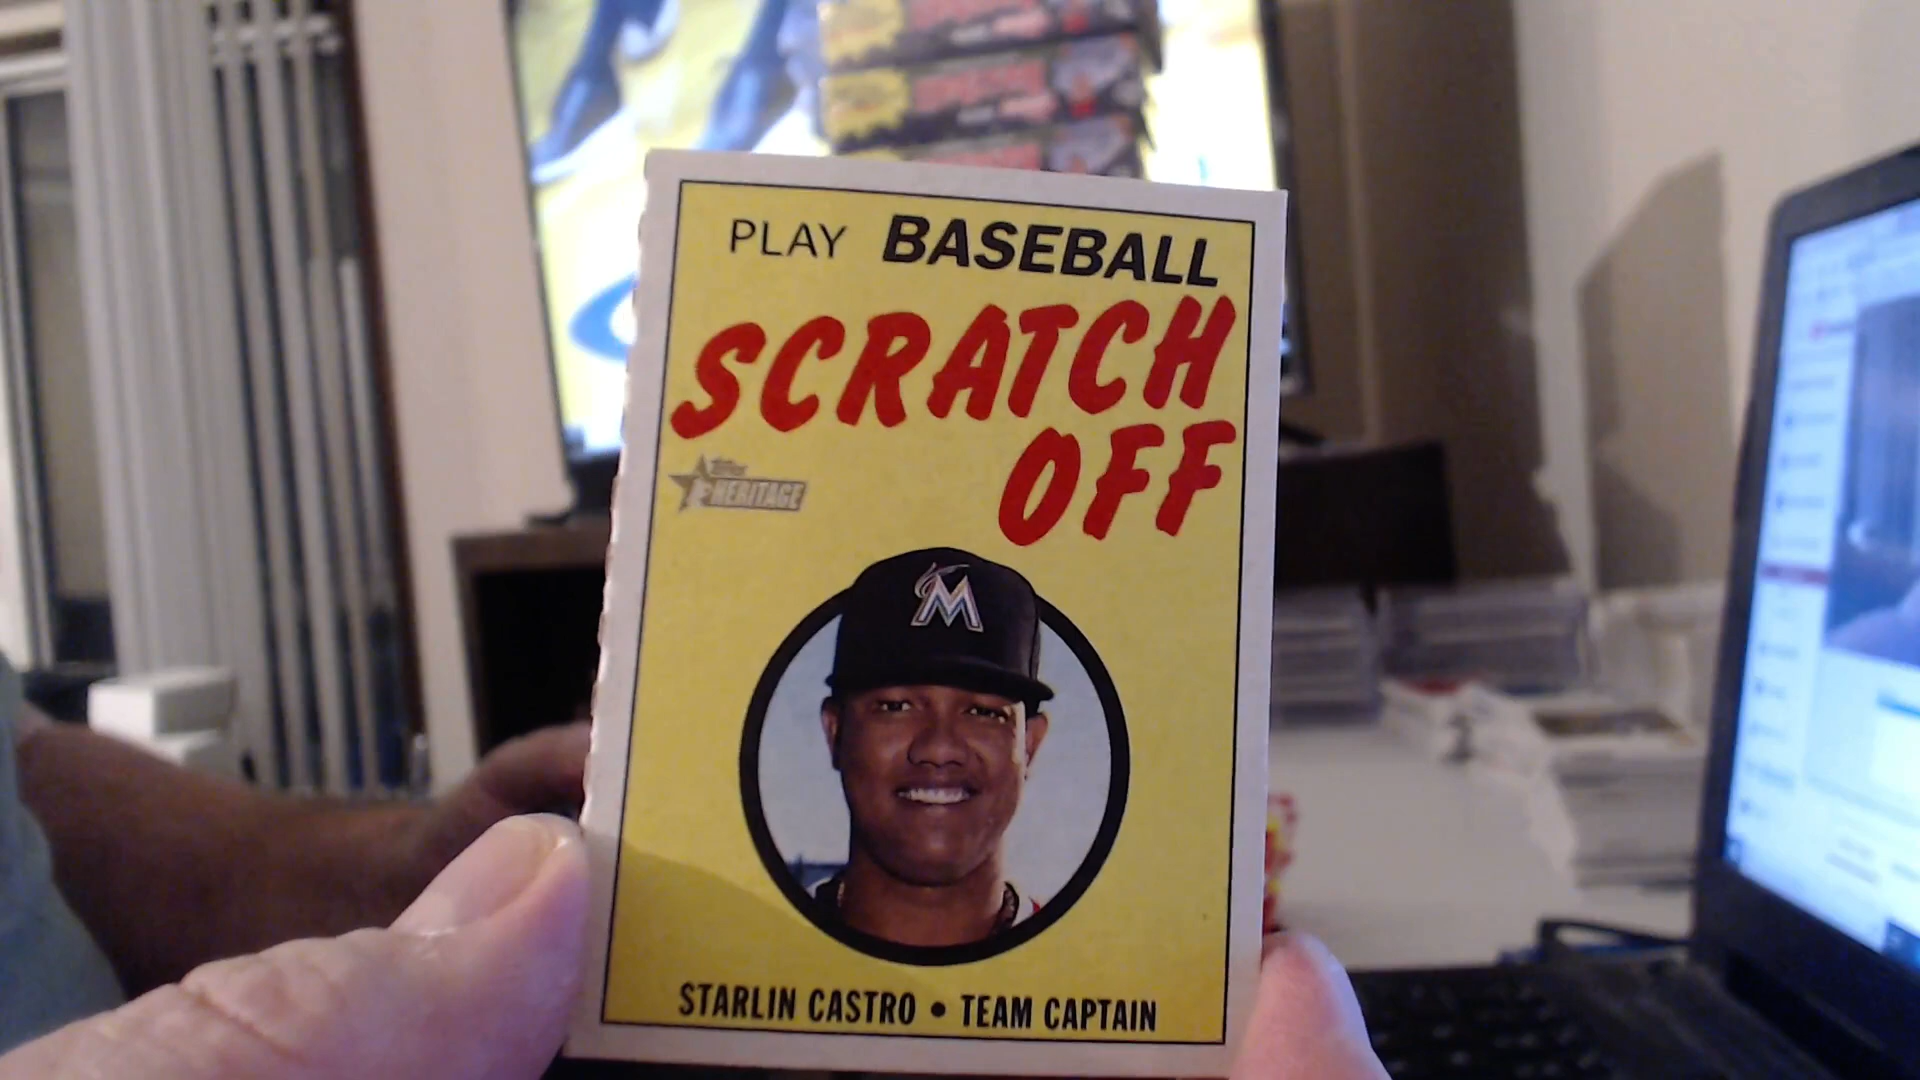 PLAY BASEBALL
SCRATCH
OFF
Topps
HERITAGE
M
STARLIN CASTRO • TEAM CAPTAIN